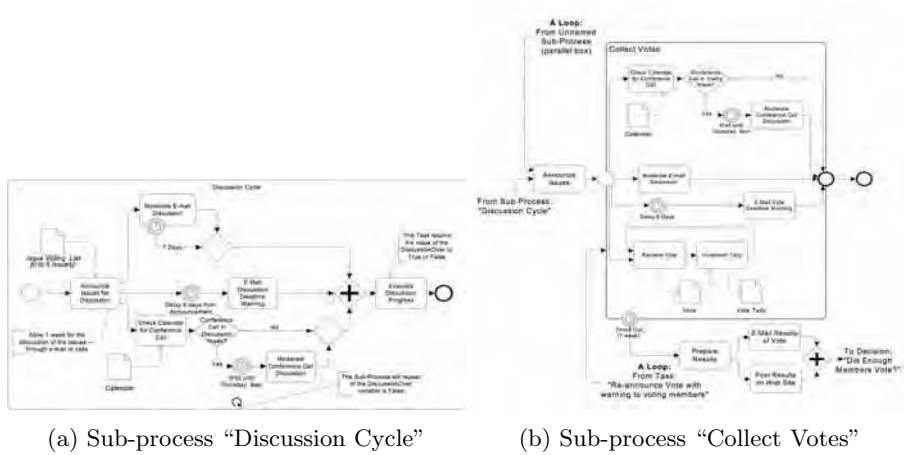 Discussion Cycle
Moderate E-mail
Discussion
7 Days
Issue Voting List
Announce
Issues for
Discussion
Delay 6 days from
Announcement
E-Mail
Discussion
Deadline
Warning
This Task returns
the value of the
DiscussionOver to
True or False
Evaluate
Discussion
Progress
Allow 1 week for the
discussion of the issues –
through e-mail or calls
Check Calendar
for Conference
Call
Conference
Call in
Discussion
Week?
No
Yes
Calendar
Wait until
Thursday, 9am
Moderated
Conference Call
Discussion
The Sub-Process will repeat
of the DiscussionOver
variable is False
(a) Sub-process “Discussion Cycle”
A Loop:
From Unnamed
Sub-Process
(parallel box)
Collect Votes
Check Calendar
for Conference
Call
Conference
Call in Voting
Week?
No
Yes
Calendar
Wait until
Thursday, 9am
Moderate
Conference Call
Discussion
Announce
Issues
Moderate E-mail
Discussion
From Sub-Process:
"Discussion Cycle"
Delay 6 Days
E-Mail Vote
Deadline Warning
Receive Vote
Increment Tally
Vote
Vote Tally
Timed Out
(1 week)
Prepare
Results
E-Mail Results
of Vote
Post Results
on Web Site
To Decision:
"Did Enough
Members Vote?"
A Loop:
From Task:
"Re-announce Vote with
warning to voting members"
(b) Sub-process “Collect Votes”